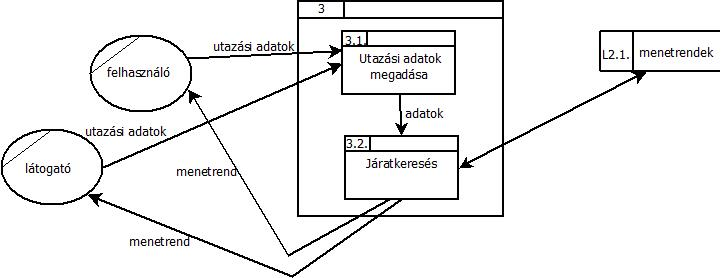 3
utazási adatok
3.1.
Utazási adatok
megadása
felhasználó
L2.1.
menetrendek
adatok
utazási adatok
3.2.
Járatkeresés
látogató
menetrend
menetrend